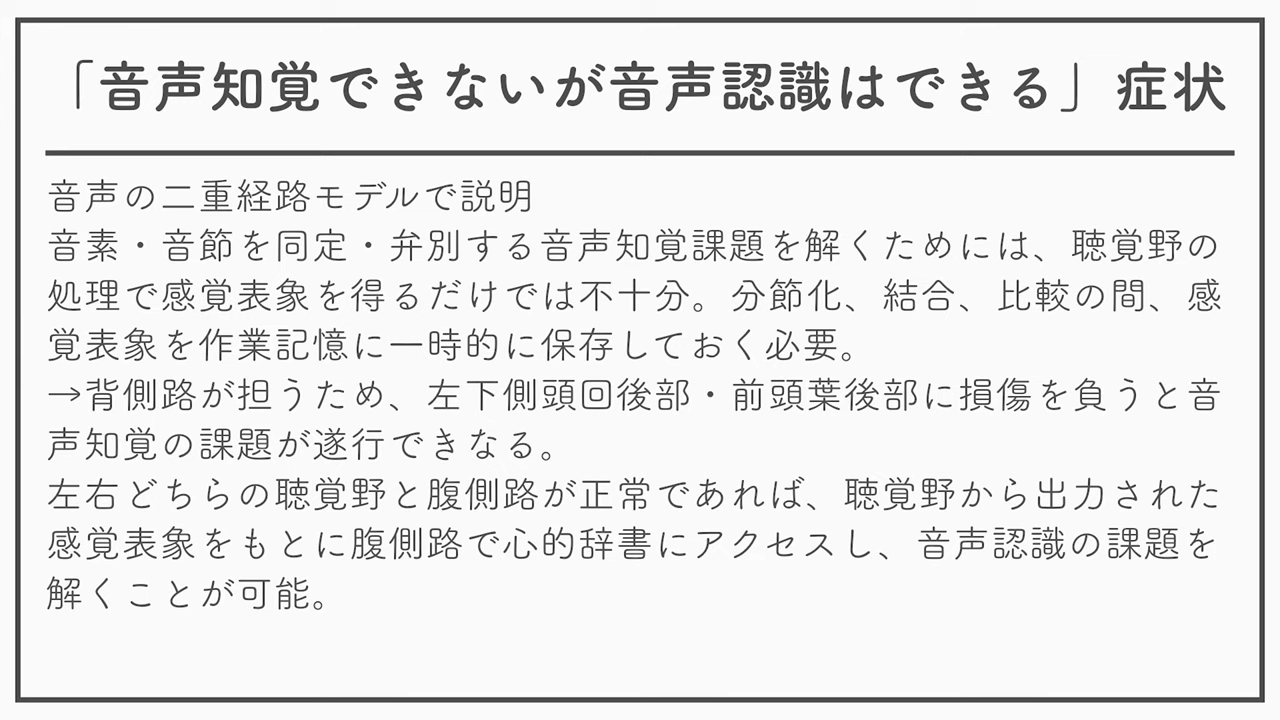 「音声知覚できないが音声認識はできる」症状
音声の二重経路モデルで説明
音素・音節を同定・弁別する音声知覚課題を解くためには、聴覚野の
処理で感覚表象を得るだけでは不十分。分節化、結合、比較の間、感
覚表象を作業記憶に一時的に保存しておく必要。
→背側路が担うため、左下側頭回後部・前頭葉後部に損傷を負うと音
声知覚の課題が遂行できなる。
左右どちらの聴覚野と腹側路が正常であれば、聴覚野から出力された
感覚表象をもとに腹側路で心的辞書にアクセスし、音声認識の課題を
解くことが可能。